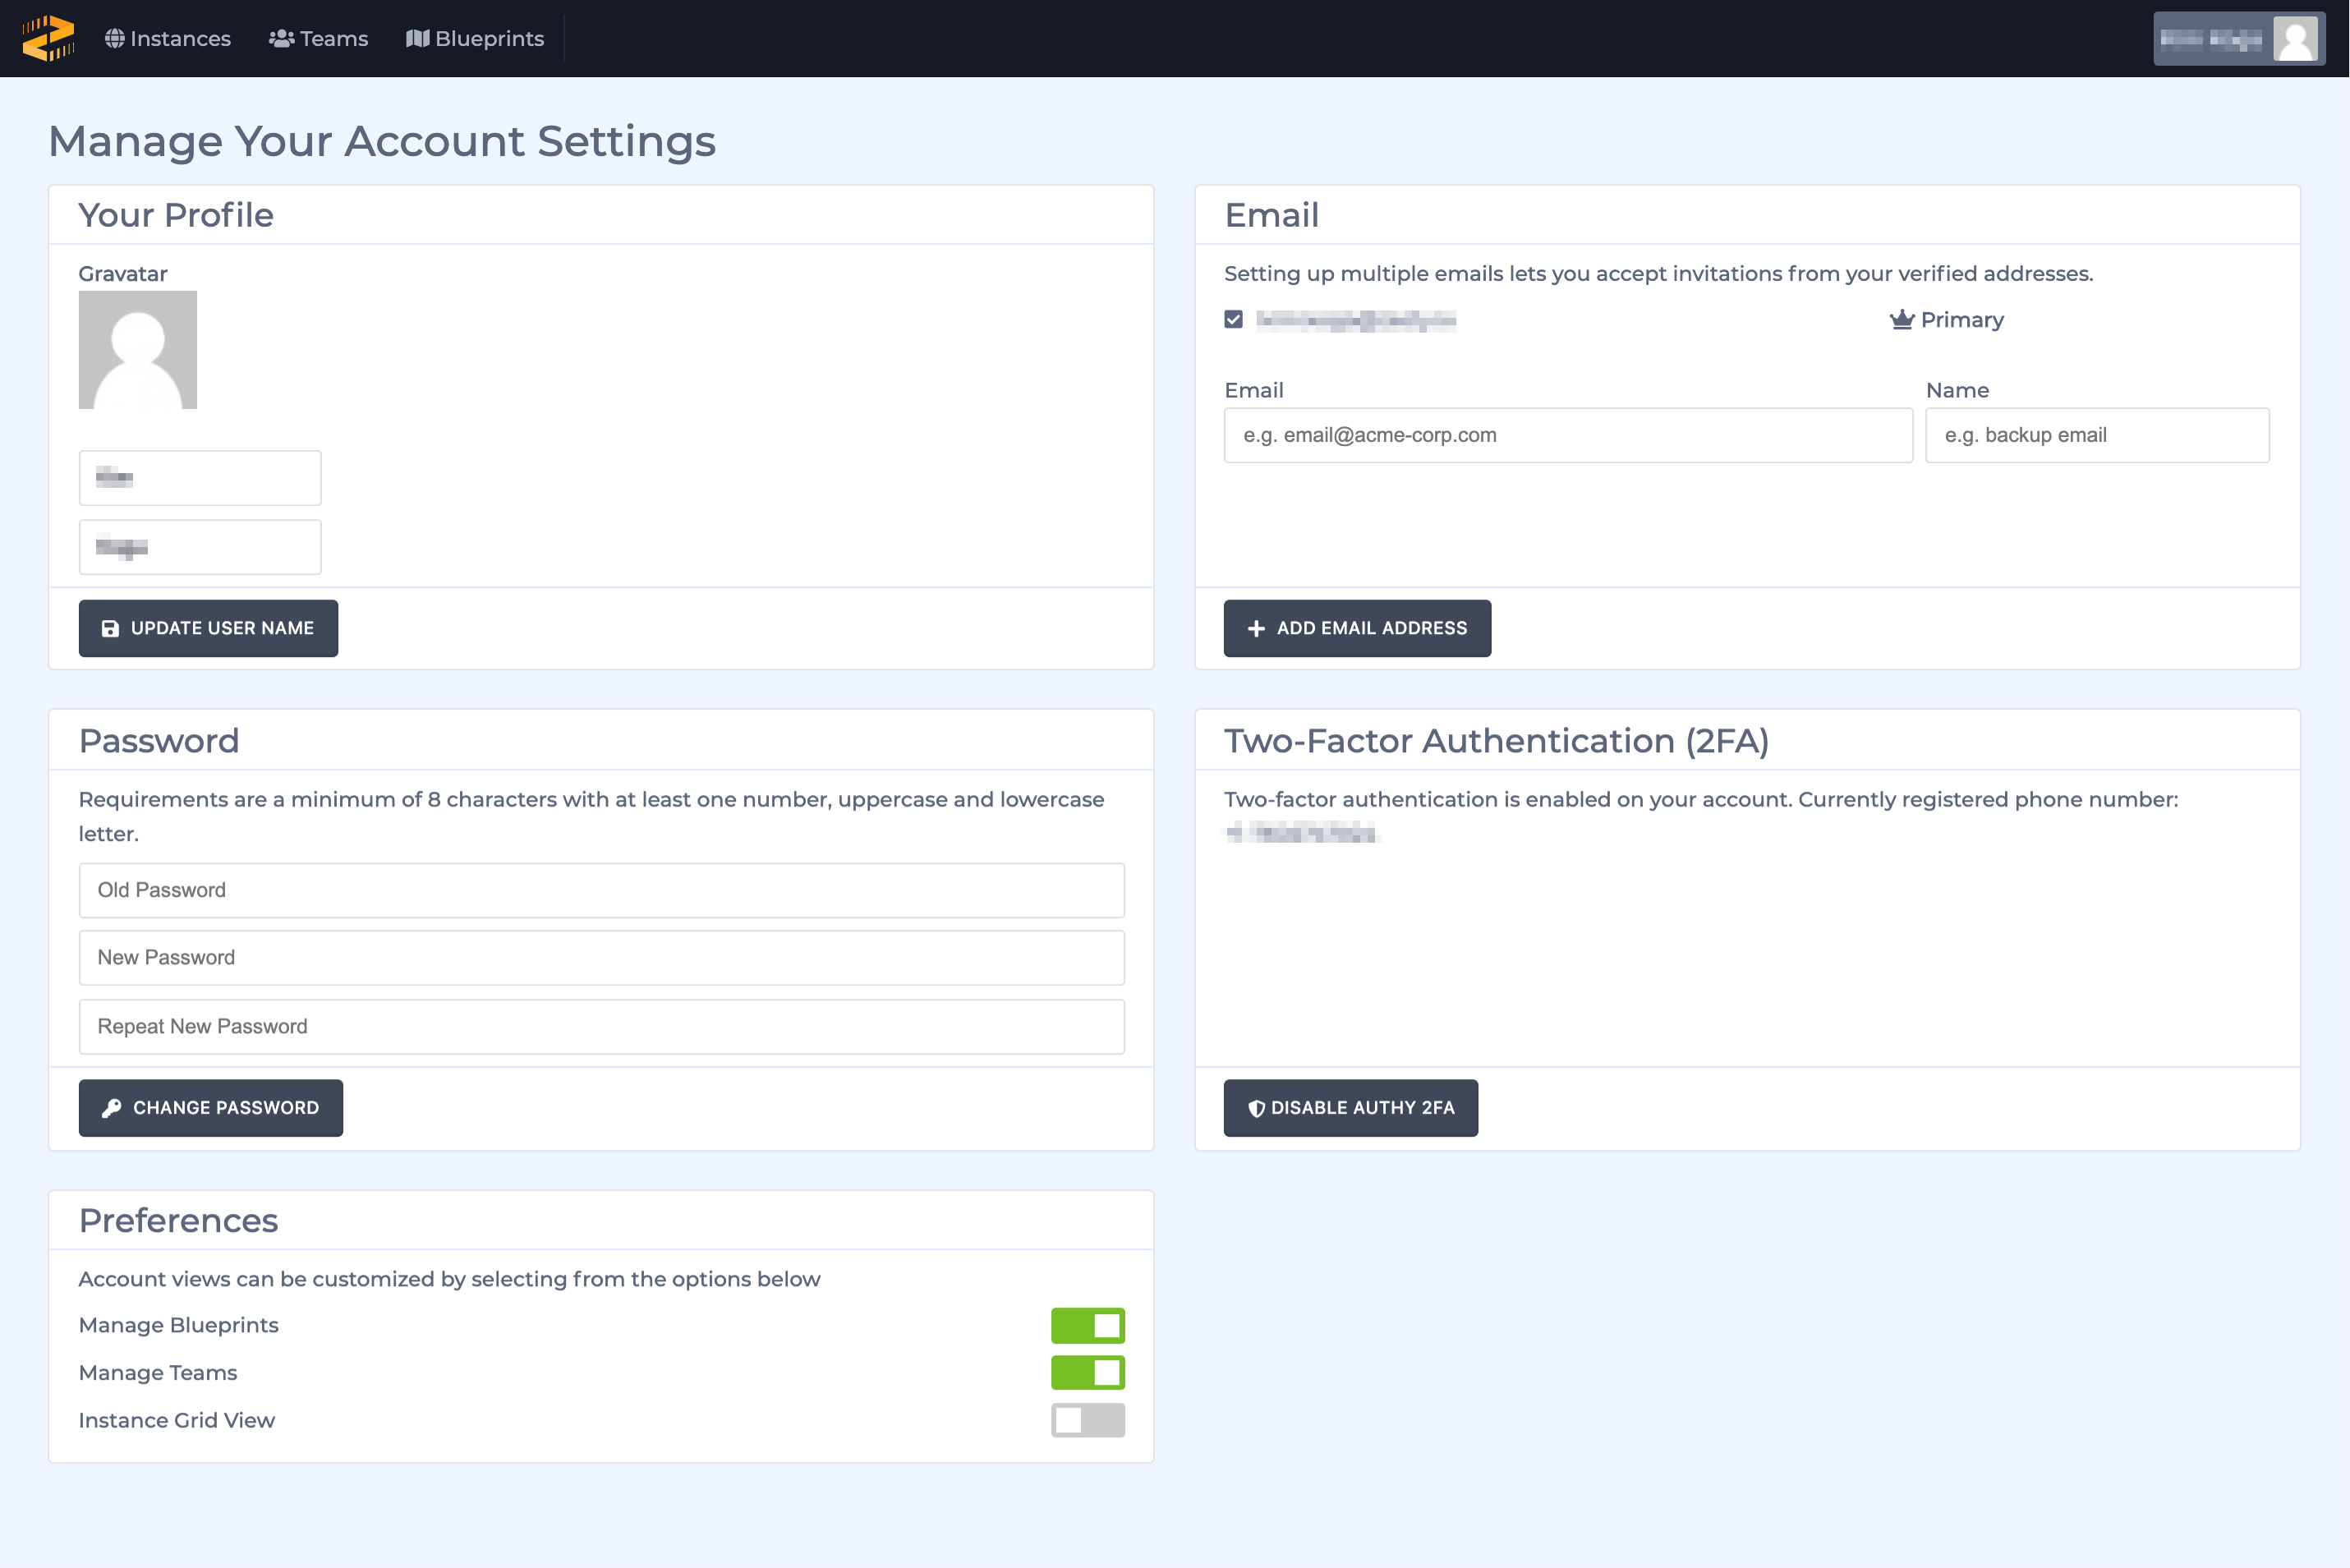 Instances
Teams
Blueprints
Manage Your Account Settings
Your Profile
Gravatar
UPDATE USER NAME
Email
Setting up multiple emails lets you accept invitations from your verified addresses.
Primary
Email
Name
e.g. email@acme-corp.com
e.g. backup email
ADD EMAIL ADDRESS
Password
Requirements are a minimum of 8 characters with at least one number, uppercase and lowercase
letter.
Old Password
New Password
Repeat New Password
CHANGE PASSWORD
Two-Factor Authentication (2FA)
Two-factor authentication is enabled on your account. Currently registered phone number:
DISABLE AUTHY 2FA
Preferences
Account views can be customized by selecting from the options below
Manage Blueprints
Manage Teams
Instance Grid View